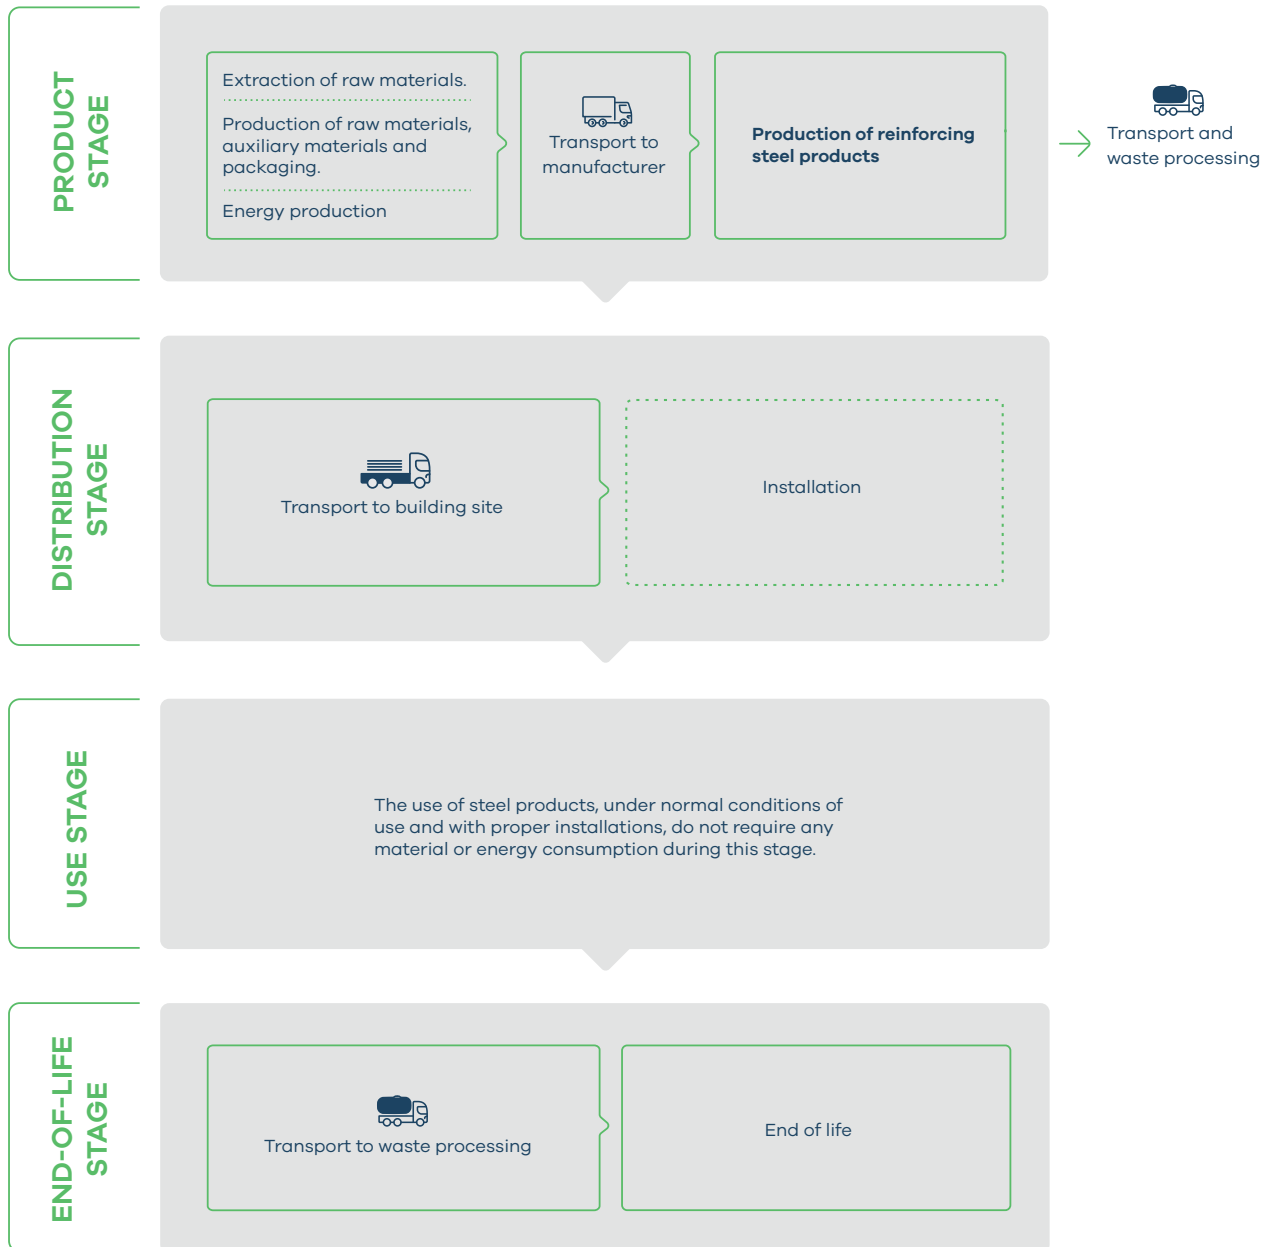 PRODUCT
STAGE
Extraction of raw materials.
Production of raw materials,
auxiliary materials and
packaging.
Energy production
Transport to
manufacturer
Production of reinforcing
steel products
Transport and
waste processing
DISTRIBUTION
STAGE
Transport to building site
Installation
USE STAGE
The use of steel products, under normal conditions of
use and with proper installations, do not require any
material or energy consumption during this stage.
END-OF-LIFE
STAGE
Transport to waste processing
End of life